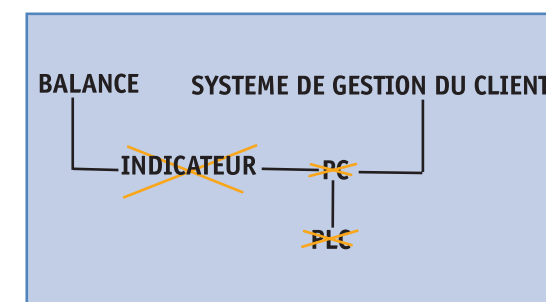 BALANCE SYSTEME DE GESTION DU CLIENT
INDICATEUR PC
PLC